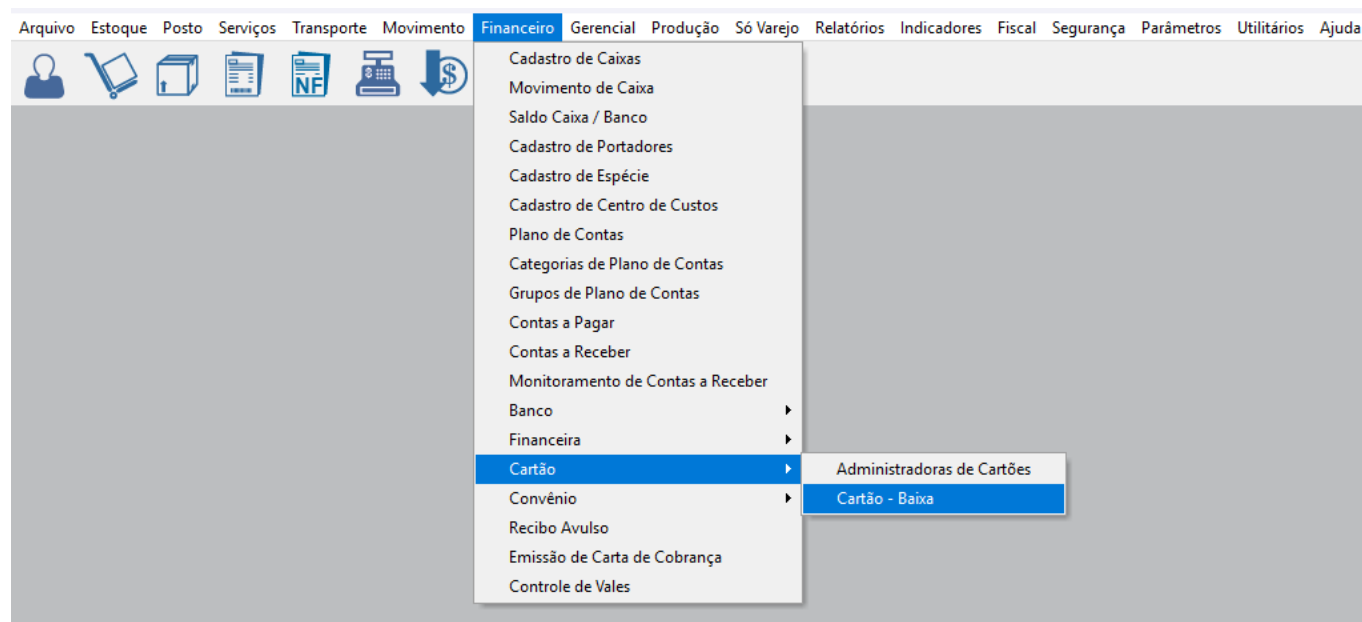 Arquivo Estoque Posto Serviços Transporte Movimento Financeiro Gerencial Produção Só Varejo Relatórios Indicadores Fiscal Segurança Parâmetros Utilitários Ajuda
NF
$
Cadastro de Caixas
Movimento de Caixa
Saldo Caixa / Banco
Cadastro de Portadores
Cadastro de Espécie
Cadastro de Centro de Custos
Plano de Contas
Categorias de Plano de Contas
Grupos de Plano de Contas
Contas a Pagar
Contas a Receber
Monitoramento de Contas a Receber
Banco
Financeira
Cartão
Administradoras de Cartões
Cartão - Baixa
Convênio
Recibo Avulso
Emissão de Carta de Cobrança
Controle de Vales